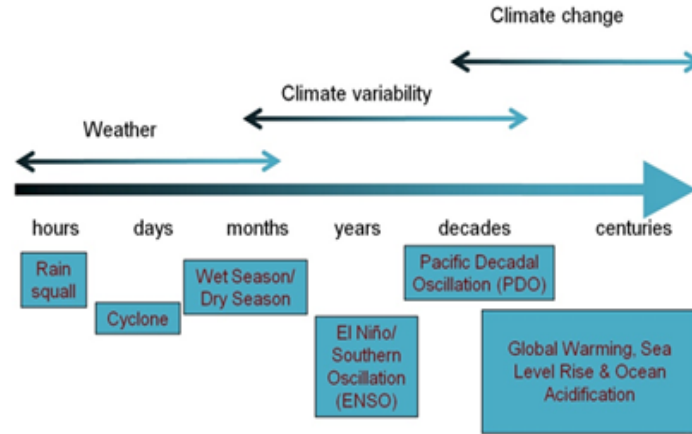 Climate change
Climate variability
Weather
hours
days
months
years
decades
centuries
Rain
squall
Cyclone
Wet Season/
Dry Season
El Niño/
Southern
Oscillation
(ENSO)
Pacific Decadal
Oscillation (PDO)
Global Warming, Sea
Level Rise & Ocean
Acidification